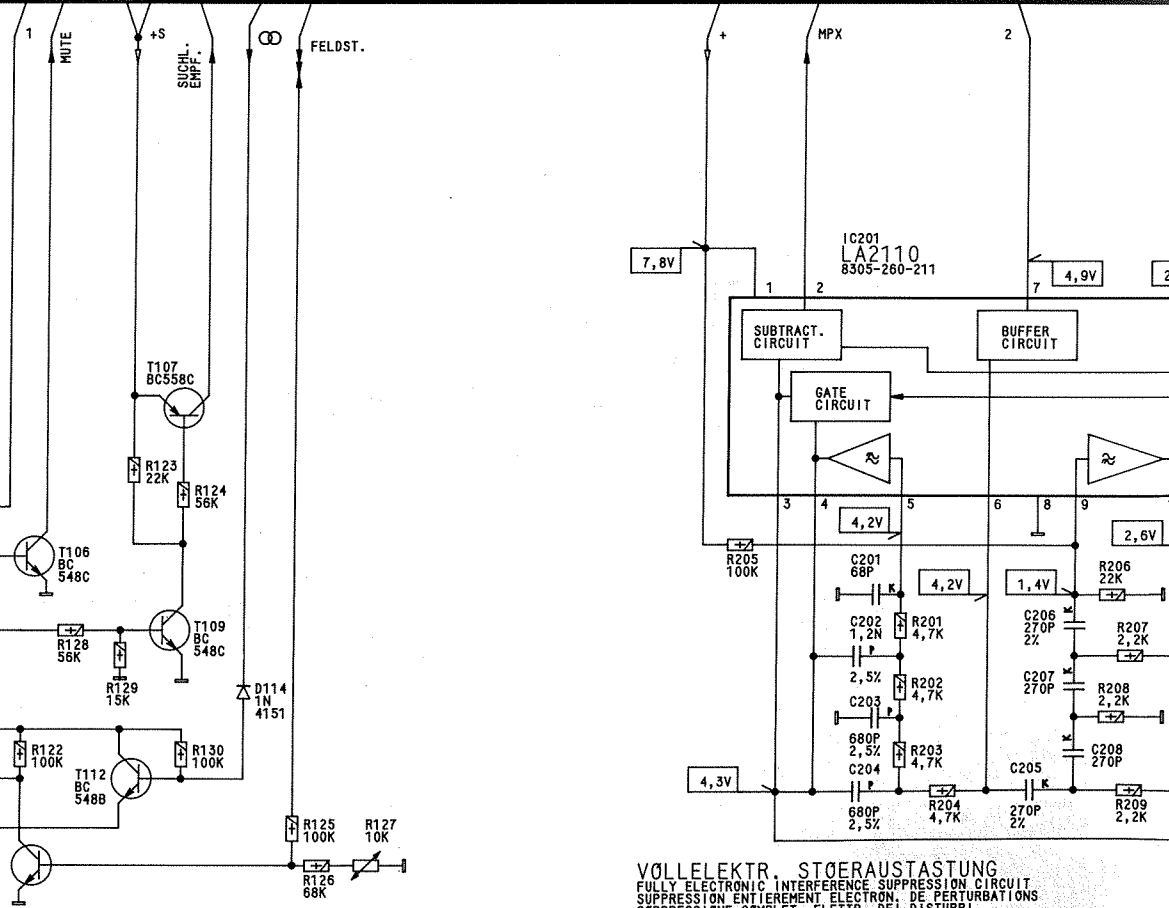 1
MUTE
+S
SUCHL.
EMPF.
FELDST.
+
MPX
2
7,8V
IC201
LA2110
8305-260-211
4,9V
2
1
2
7
SUBTRACT.
CIRCUIT
BUFFER
CIRCUIT
GATE
CIRCUIT
T107
BC558C
R123
22K
R124
56K
3
4
5
6
8
9
4,2V
2,6V
T106
BC
548C
R205
100K
C201
68P
K
4,2V
1,4V
R206
22K
R128
56K
T109
BC
548C
C202
1,2N
P
2,5%
R201
4,7K
C206
270P
2%
K
R207
2,2K
R129
15K
D114
1N
4151
R202
4,7K
C207
270P
K
R208
2,2K
C203
P
680P
2,5%
R203
4,7K
K
C208
270P
R122
100K
T112
BC
548B
R130
100K
4,3V
C204
P
680P
2,5%
R204
4,7K
C205
K
270P
2%
R209
2,2K
R125
100K
R127
10K
R126
68K
VOLLELEKTR. STOERAUSTASTUNG
FULLY ELECTRONIC INTERFERENCE SUPPRESSION CIRCUIT
SUPPRESSION ENTIEREMENT ELECTRON. DE PERTURBATIONS